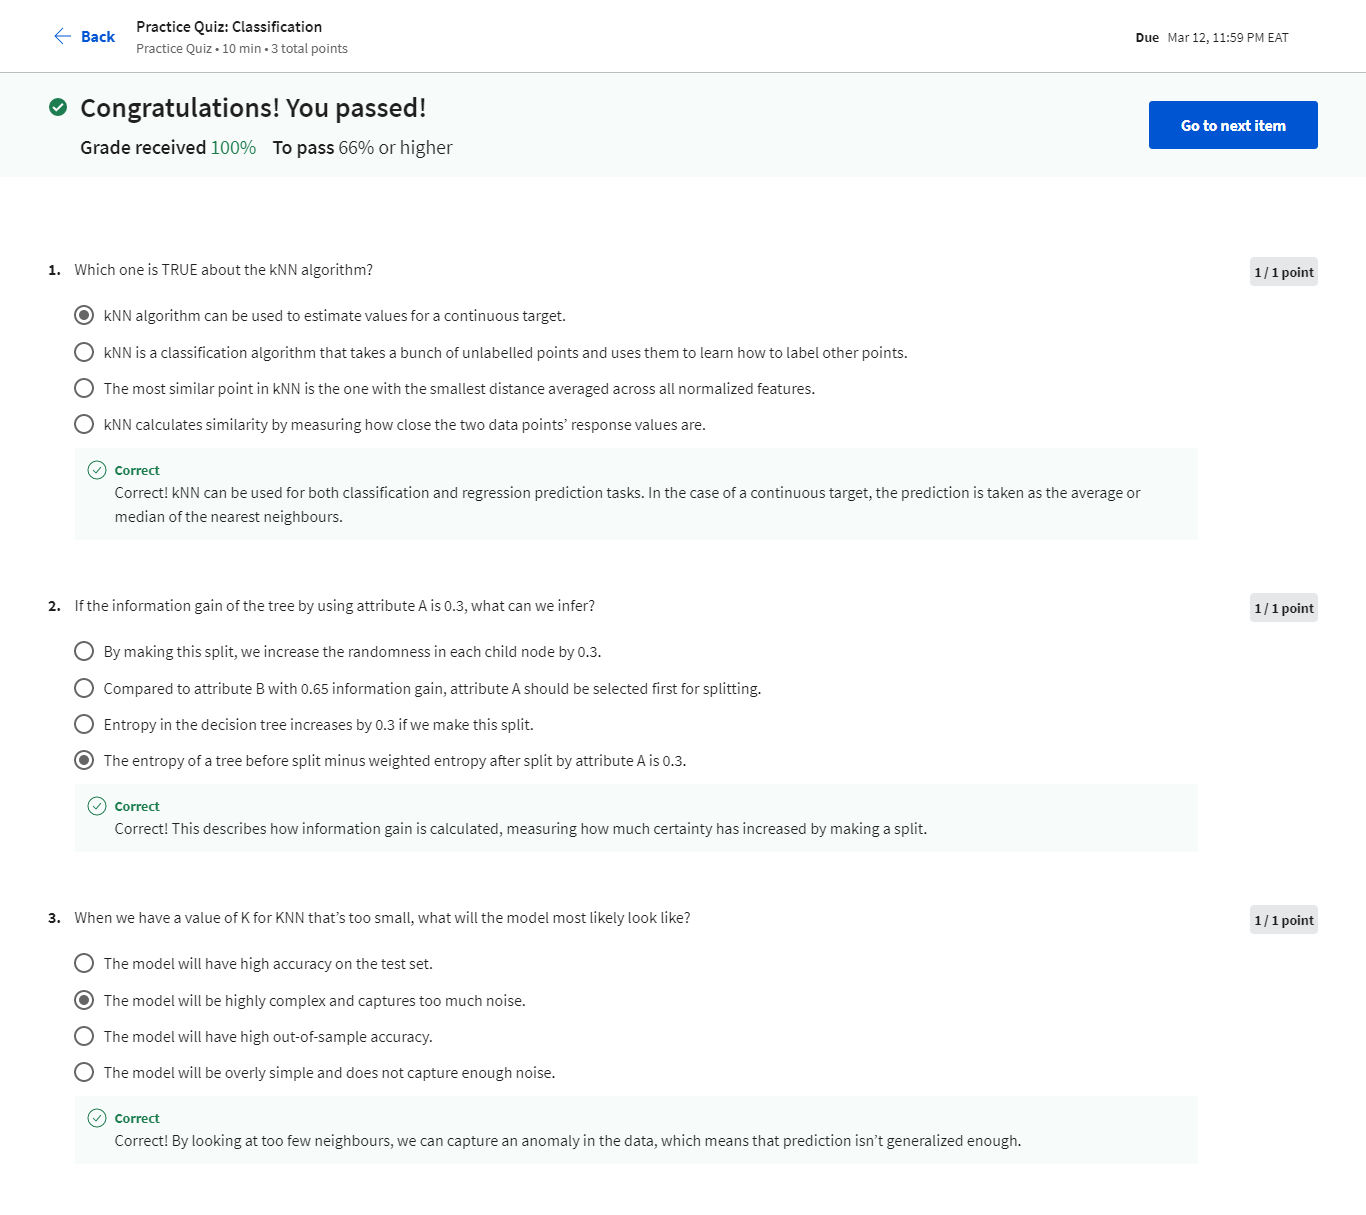 Back
Practice Quiz: Classification
Practice Quiz • 10 min • 3 total points
Due Mar 12, 11:59 PM EAT
Congratulations! You passed!
Grade received 100% To pass 66% or higher
Go to next item
1. Which one is TRUE about the kNN algorithm?
1 / 1 point
kNN algorithm can be used to estimate values for a continuous target.
kNN is a classification algorithm that takes a bunch of unlabelled points and uses them to learn how to label other points.
The most similar point in kNN is the one with the smallest distance averaged across all normalized features.
kNN calculates similarity by measuring how close the two data points’ response values are.
Correct
Correct! kNN can be used for both classification and regression prediction tasks. In the case of a continuous target, the prediction is taken as the average or
median of the nearest neighbours.
2. If the information gain of the tree by using attribute A is 0.3, what can we infer?
1 / 1 point
By making this split, we increase the randomness in each child node by 0.3.
Compared to attribute B with 0.65 information gain, attribute A should be selected first for splitting.
Entropy in the decision tree increases by 0.3 if we make this split.
The entropy of a tree before split minus weighted entropy after split by attribute A is 0.3.
Correct
Correct! This describes how information gain is calculated, measuring how much certainty has increased by making a split.
3. When we have a value of K for KNN that’s too small, what will the model most likely look like?
1 / 1 point
The model will have high accuracy on the test set.
The model will be highly complex and captures too much noise.
The model will have high out-of-sample accuracy.
The model will be overly simple and does not capture enough noise.
Correct
Correct! By looking at too few neighbours, we can capture an anomaly in the data, which means that prediction isn’t generalized enough.